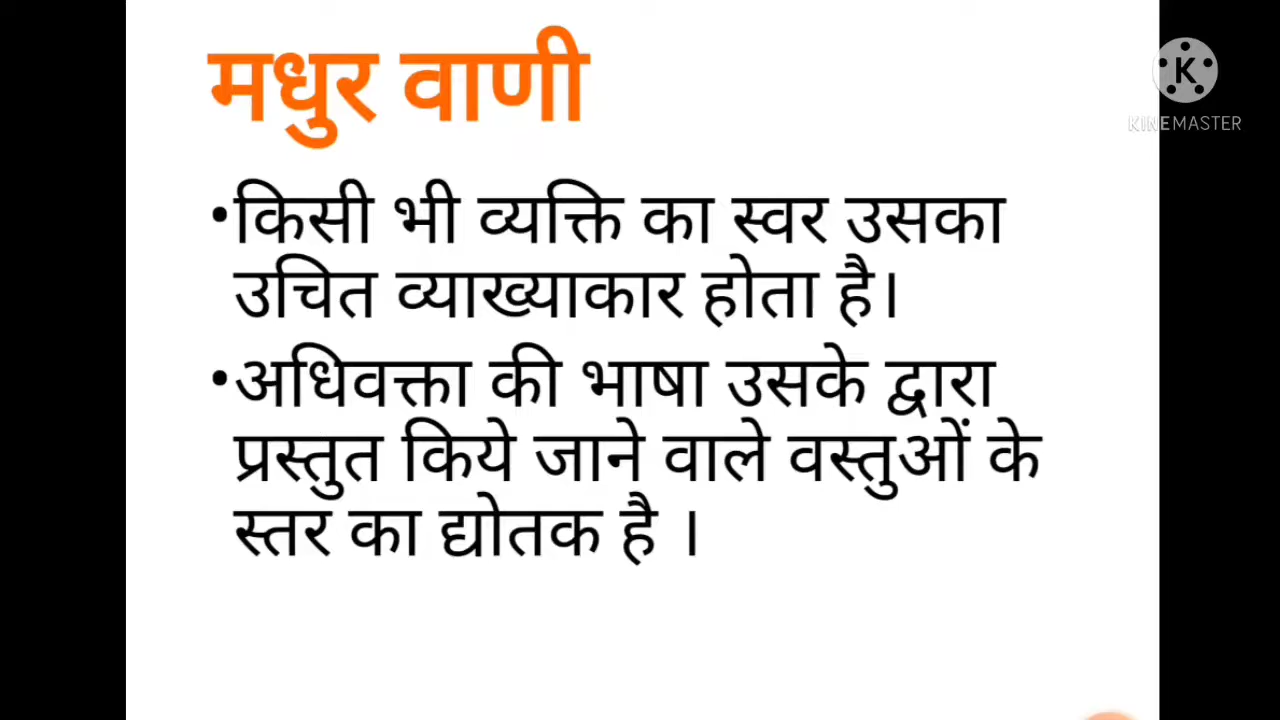 मधुर वाणी
•किसी भी व्यक्ति का स्वर उसका
उचित व्याख्याकार होता है।
•अधिवक्ता की भाषा उसके द्वारा
प्रस्तुत किये जाने वाले वस्तुओं के
स्तर का द्योतक है ।
K
KINEMASTER